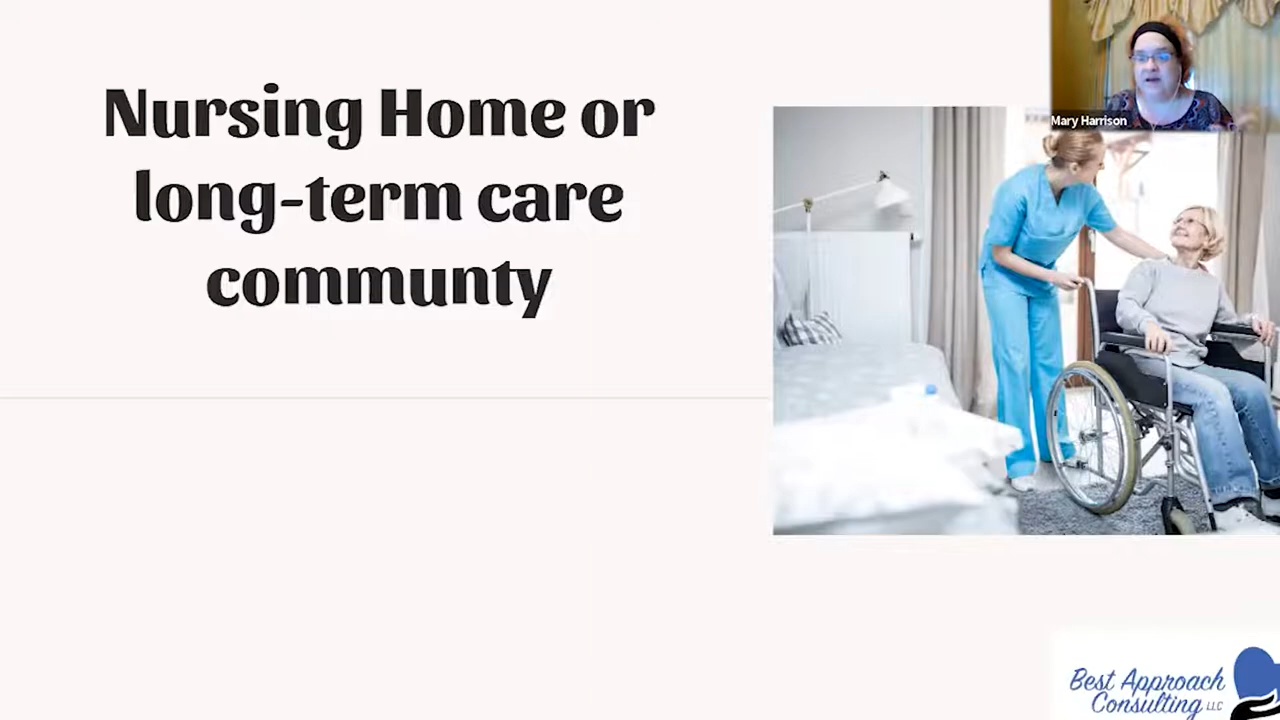 Nursing Home or
long-term care
communty
Mary Harrison
Best Approach
Consulting LLC